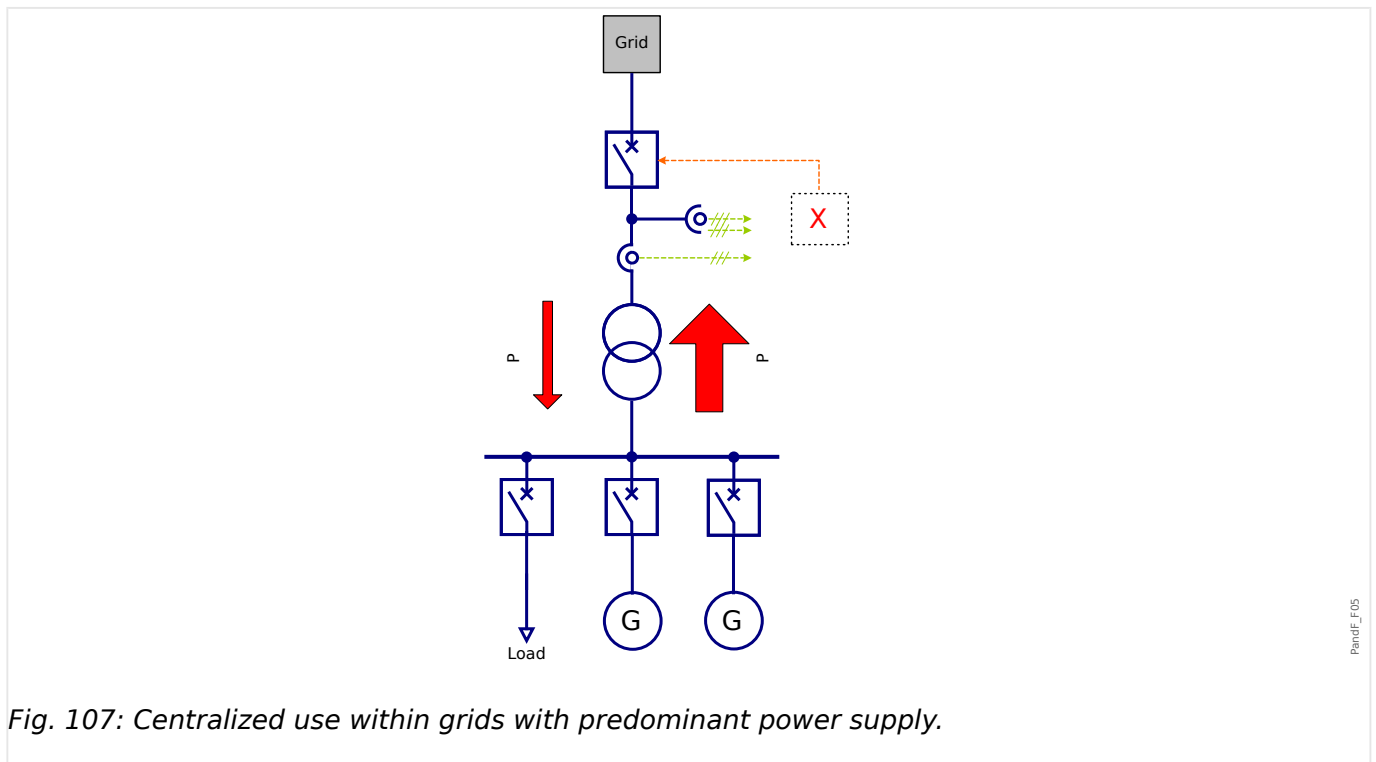 Grid
X
P
P
G
G
Load
PandF_F05
Fig. 107: Centralized use within grids with predominant power supply.